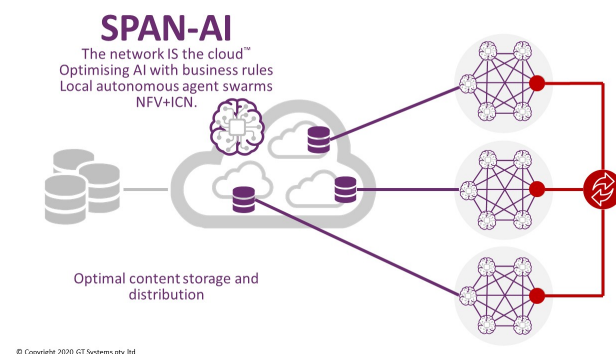 SPAN-AI
The network IS the cloud™
Optimising AI with business rules
Local autonomous agent swarms
NFV+ICN.
Optimal content storage and
distribution
© Copyright 2020 GT Systems pty ltd